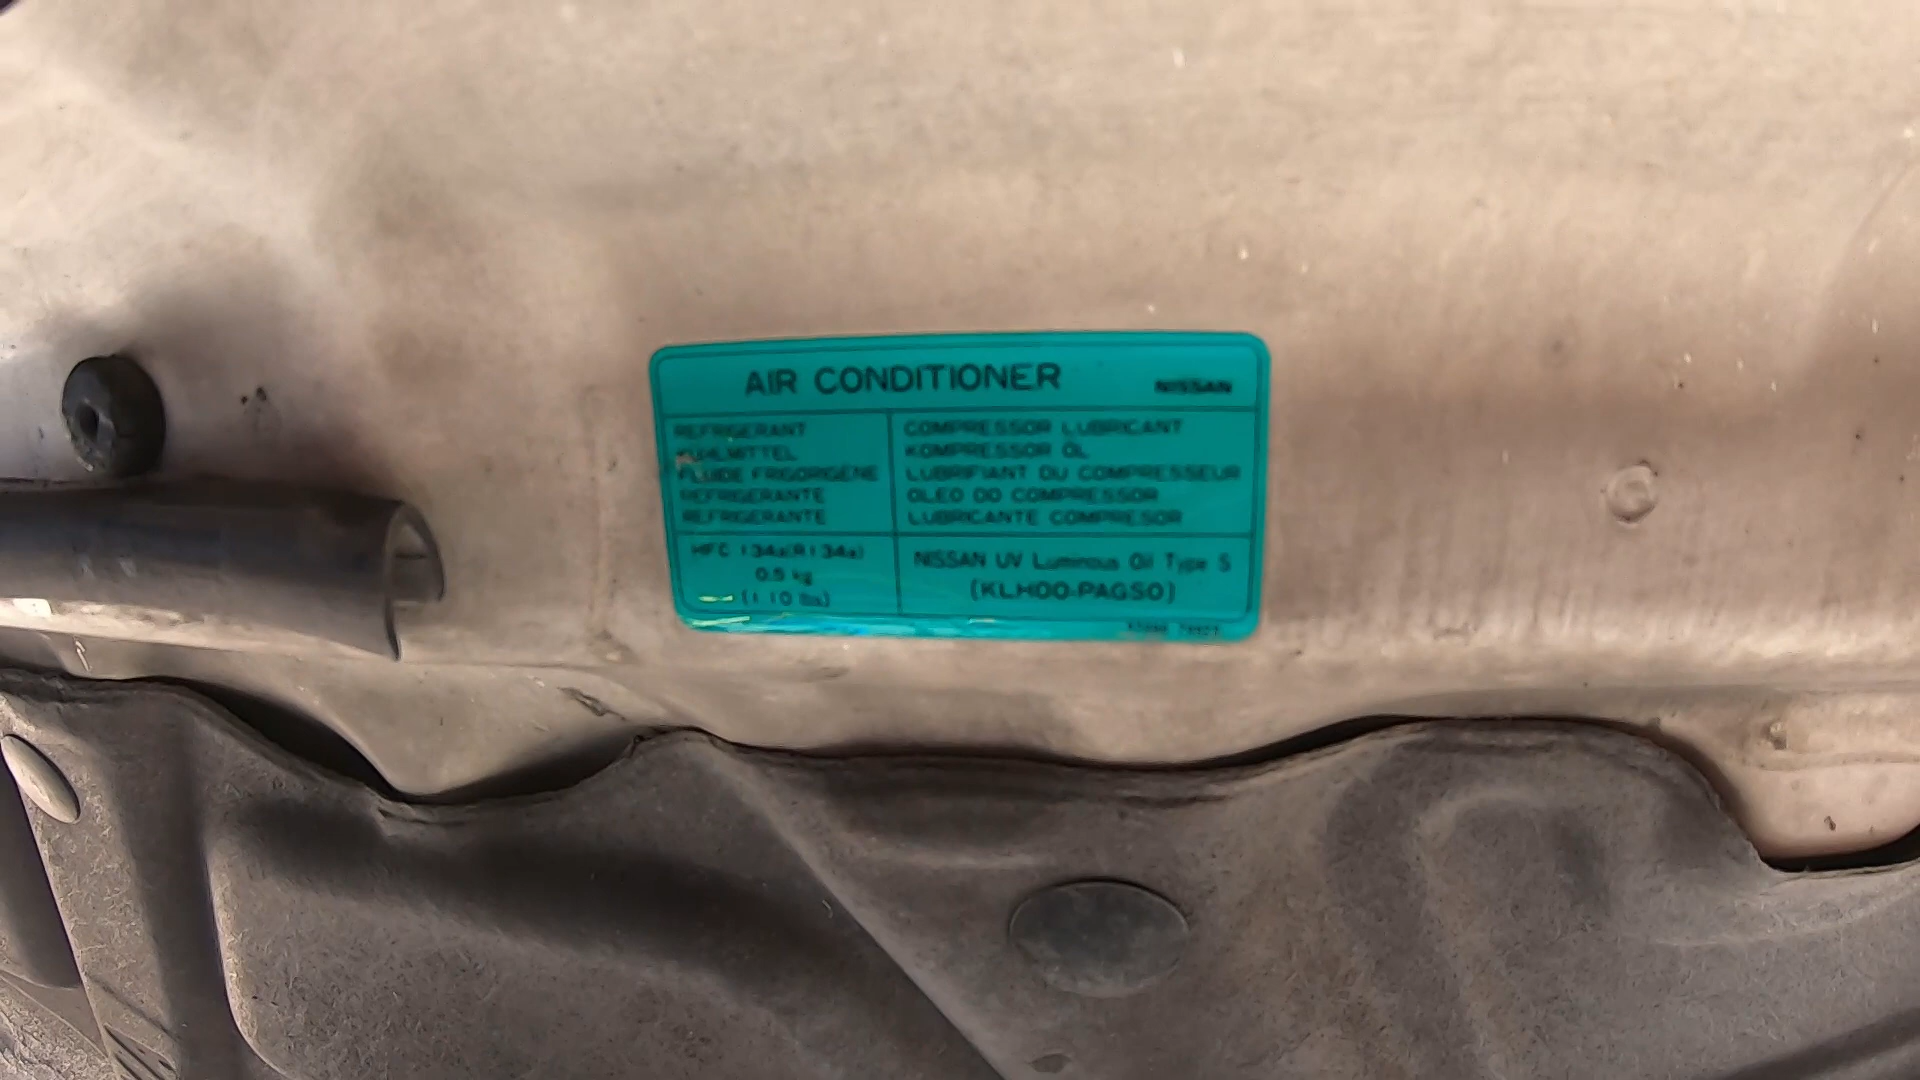 AIR CONDITIONER NISSAN
REFRIGERANT
KÜHLMITTEL
FLUIDE FRIGORIGENE
REFRIGERANTE
REFRIGERANTE
COMPRESSOR LUBRICANT
KOMPRESSOR ÖL
LUBRIFIANT DU COMPRESSEUR
OLEO DO COMPRESSOR
LUBRICANTE COMPRESOR
HFC 134a(R134a)
0.5 kg
(1.10 lbs)
NISSAN UV Luminous Oil Type S
(KLH00-PAGS0)